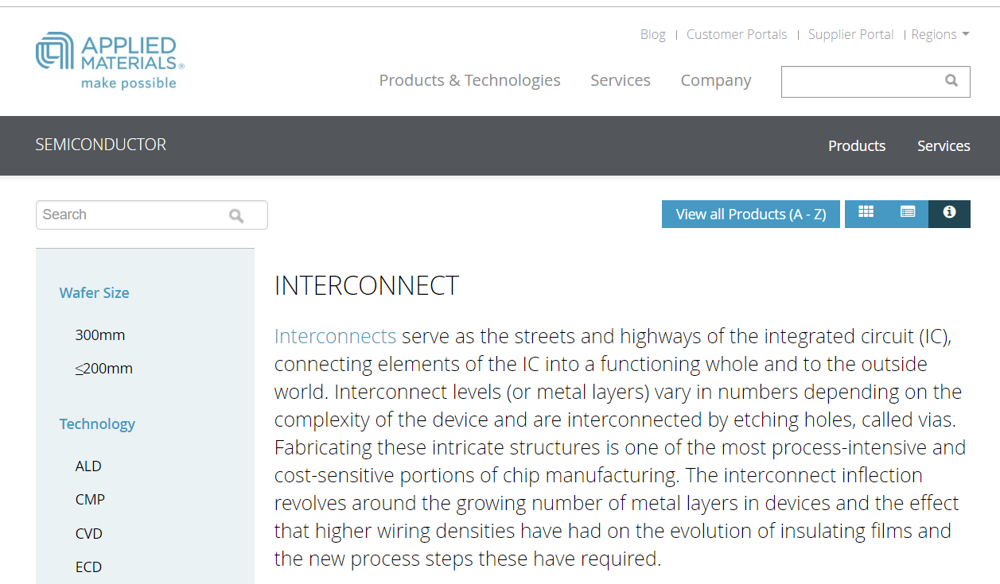 APPLIED
MATERIALS®
make possible
Blog | Customer Portals | Supplier Portal | Regions
Products & Technologies Services Company
SEMICONDUCTOR
Products Services
Search
View all Products (A - Z)
Wafer Size
300mm
≤200mm
Technology
ALD
CMP
CVD
ECD
INTERCONNECT
Interconnects serve as the streets and highways of the integrated circuit (IC),
connecting elements of the IC into a functioning whole and to the outside
world. Interconnect levels (or metal layers) vary in numbers depending on the
complexity of the device and are interconnected by etching holes, called vias.
Fabricating these intricate structures is one of the most process-intensive and
cost-sensitive portions of chip manufacturing. The interconnect inflection
revolves around the growing number of metal layers in devices and the effect
that higher wiring densities have had on the evolution of insulating films and
the new process steps these have required.